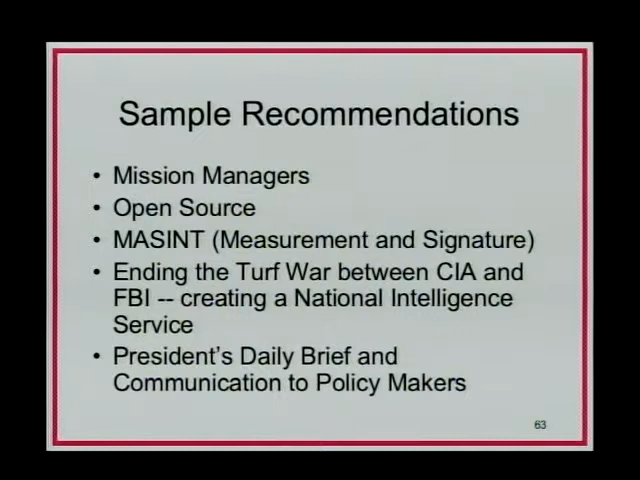 Sample Recommendations
• Mission Managers
• Open Source
• MASINT (Measurement and Signature)
• Ending the Turf War between CIA and
FBI -- creating a National Intelligence
Service
• President's Daily Brief and
Communication to Policy Makers
63